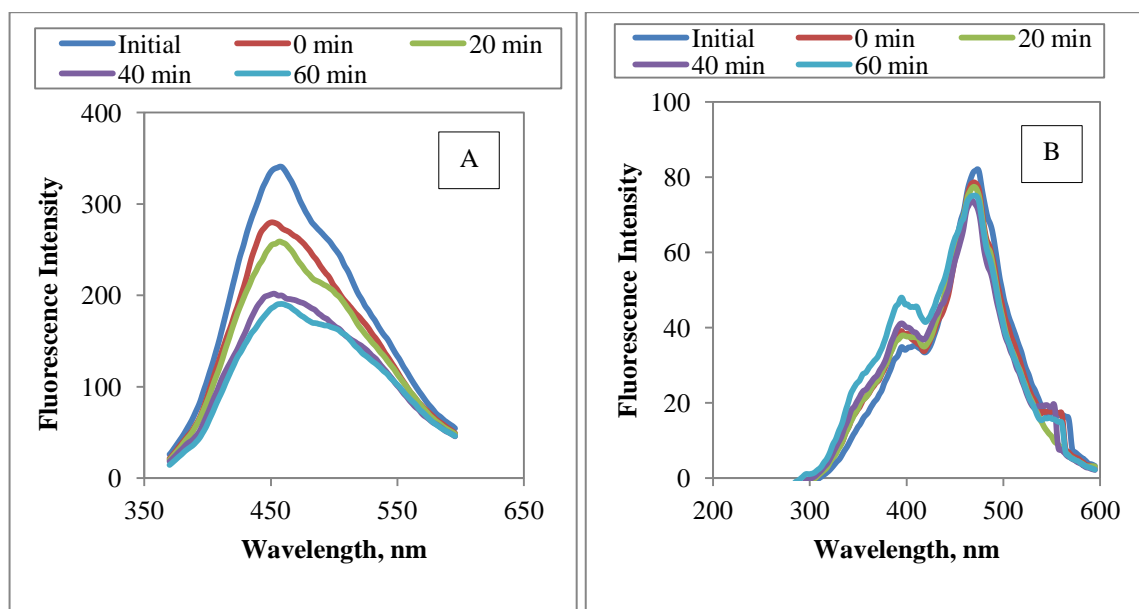 Initial 0 min 20 min
40 min 60 min
A
400
300
200
100
0
350 450 550 650
Fluorescence Intensity
Wavelength, nm
Initial 0 min 20 min
40 min 60 min
B
100
80
60
40
20
0
200 300 400 500 600
Fluorescence Intensity
Wavelength, nm